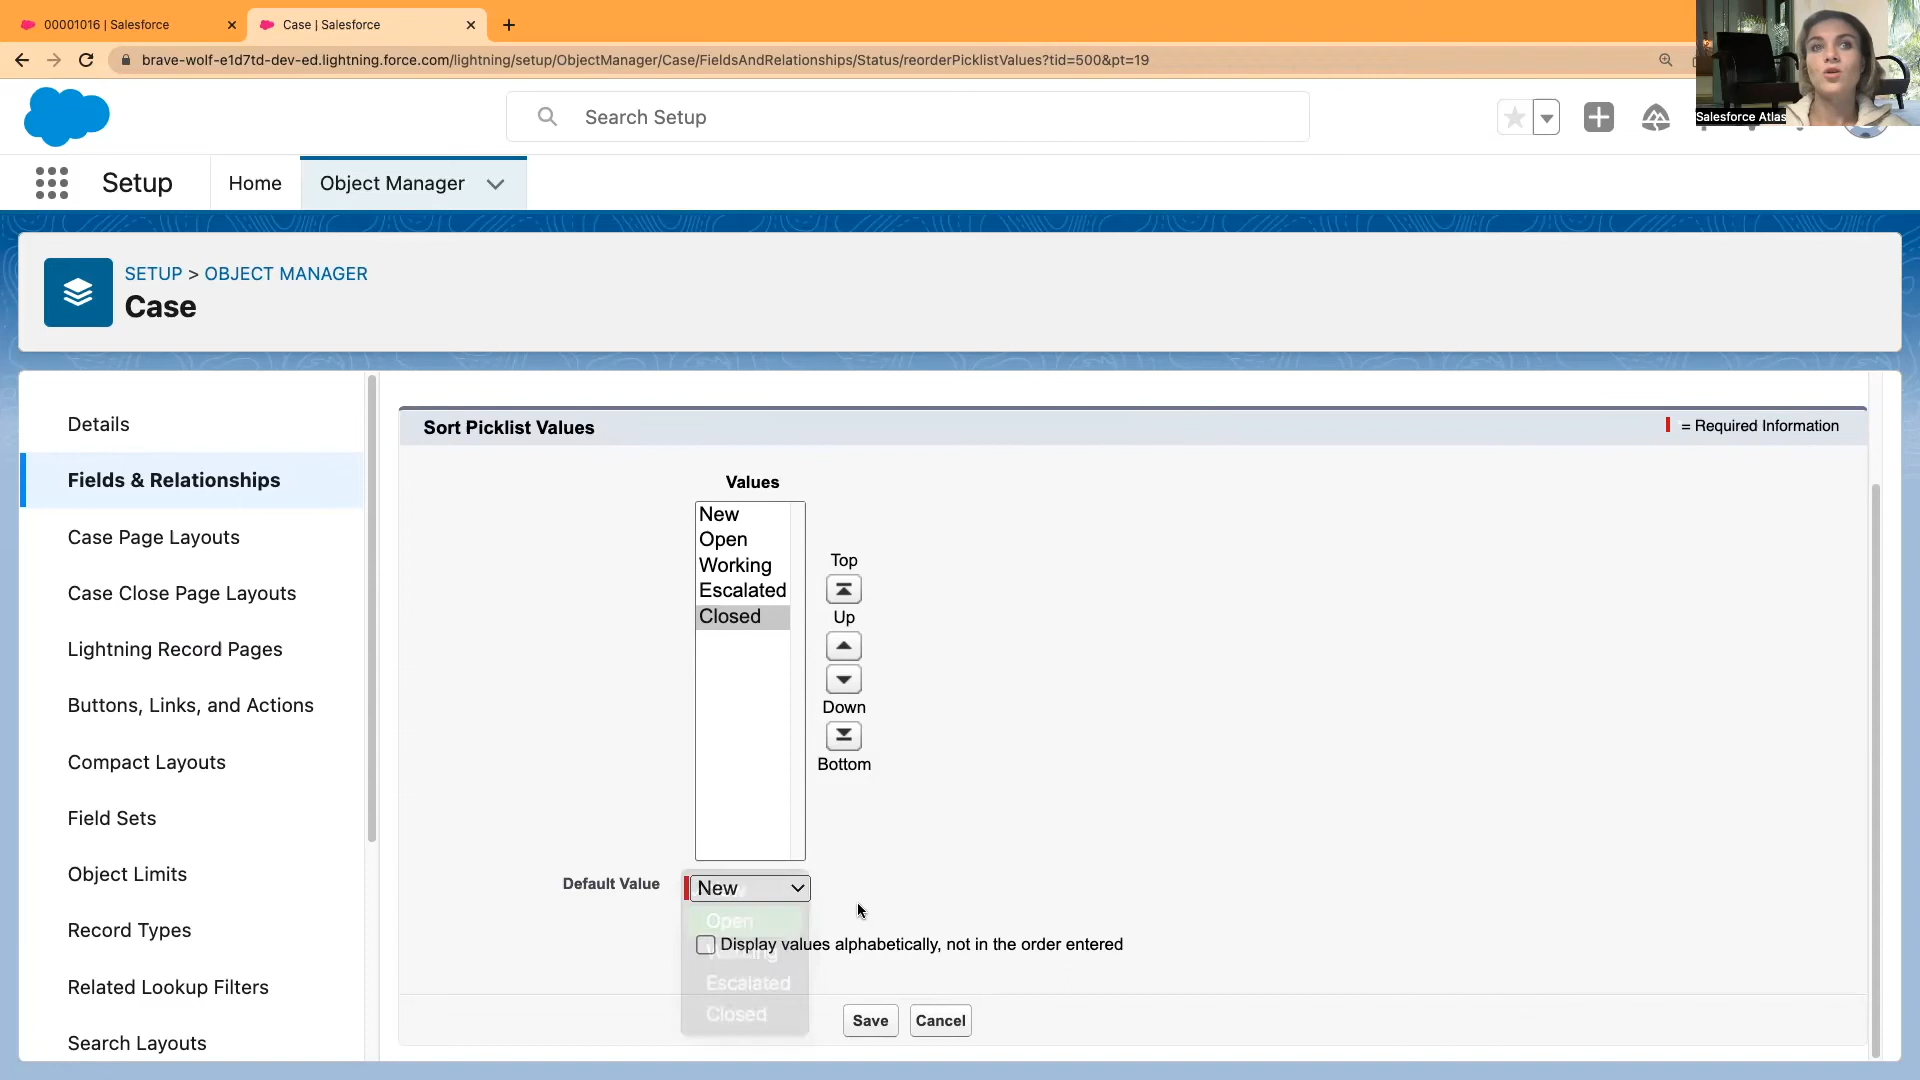 00001016 | Salesforce
Case | Salesforce
brave-wolf-e1d7td-dev-ed.lightning.force.com/lightning/setup/ObjectManager/Case/FieldsAndRelationships/Status/reorderPicklistValues?tid=500&pt=19
Search Setup
Salesforce Atlas
Setup
Home
Object Manager
SETUP > OBJECT MANAGER
Case
Details
Fields & Relationships
Case Page Layouts
Case Close Page Layouts
Lightning Record Pages
Buttons, Links, and Actions
Compact Layouts
Field Sets
Object Limits
Record Types
Related Lookup Filters
Search Layouts
Sort Picklist Values
= Required Information
Values
New
Open
Working
Escalated
Closed
Top
Up
Down
Bottom
Default Value
New
Open
Display values alphabetically, not in the order entered
Escalated
Closed
Save
Cancel